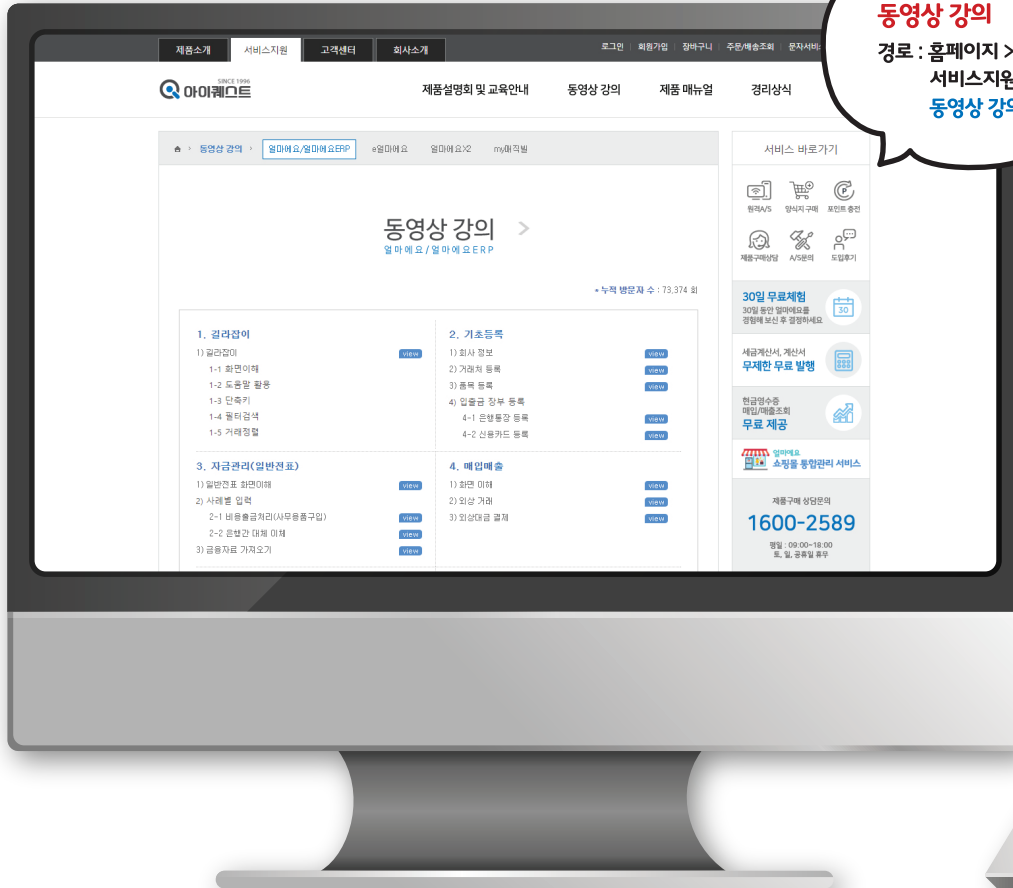 동영상 강의
경로 : 홈페이지 >
서비스지원
동영상 강의
제품소개 서비스지원 고객센터 회사소개
로그인 회원가입 장바구니 주문/배송조회 문자서비스
SINCE 1996
아이퀘스트
제품설명회 및 교육안내 동영상 강의 제품 매뉴얼 경리상식
동영상 강의 얼마에요/얼마에요ERP e얼마에요 얼마에요X2 my매직빌
동영상 강의 >
얼마에요/얼마에요ERP
* 누적 방문자 수 : 73,374 회
1. 길라잡이
1) 길라잡이 view
1-1 화면이해
1-2 도움말 활용
1-3 단축키
1-4 필터검색
1-5 거래정렬
2. 기초등록
1) 회사 정보 view
2) 거래처 등록 view
3) 품목 등록 view
4) 입출금 장부 등록
4-1 은행통장 등록 view
4-2 신용카드 등록 view
3. 자금관리(일반전표)
1) 일반전표 화면이해 view
2) 사례별 입력
2-1 비용출금처리(사무용품구입) view
2-2 은행간 대체 이체 view
3) 금융자료 가져오기 view
4. 매입매출
1) 화면 이해 view
2) 외상 거래 view
3) 외상대금 결제 view
서비스 바로가기
원격A/S 양식지 구매 포인트 충전
제품구매상담 A/S문의 도입후기
30일 무료체험
30일 동안 얼마에요를
경험해 보신 후 결정하세요
30
세금계산서, 계산서
무제한 무료 발행
현금영수증
매입/매출조회
무료 제공
얼마에요
쇼핑몰 통합관리 서비스
제품구매 상담문의
1600-2589
평일 : 09:00~18:00
토, 일, 공휴일 휴무